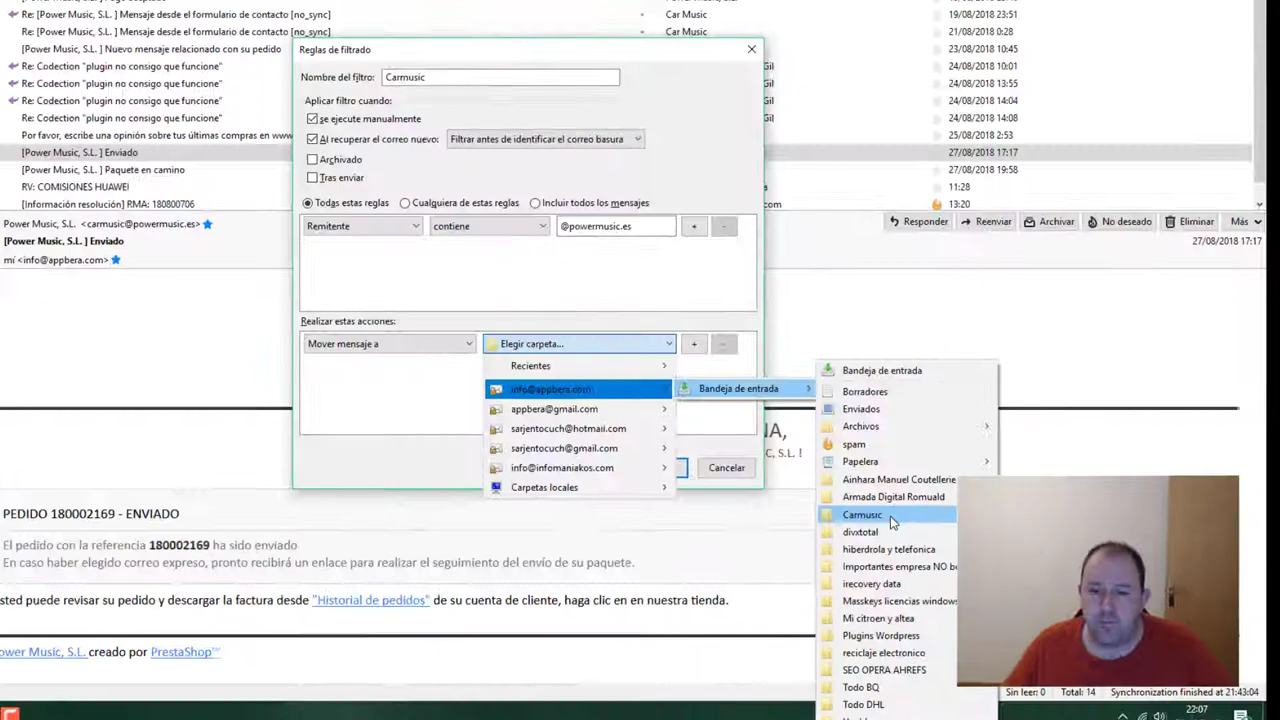 Re: [Power Music, S.L. ] Mensaje desde el formulario de contacto [no_sync] Car Music 19/08/2018 23:51
[Power Music, S.L. ] Mensaje desde el formulario de contacto [no_sync] Car Music 21/08/2018 0:28
[Power Music, S.L. ] Nuevo mensaje relacionado con su pedido 23/08/2018 10:45
Re: Codection "plugin no consigo que funcione" Gil 24/08/2018 10:01
Re: Codection "plugin no consigo que funcione" 24/08/2018 13:55
Re: Codection "plugin no consigo que funcione" Gil 24/08/2018 14:04
Re: Codection "plugin no consigo que funcione" 24/08/2018 14:08
Por favor, escribe una opinión sobre tus últimas compras en www 25/08/2018 2:53
[Power Music, S.L. ] Enviado 27/08/2018 17:17
[Power Music, S.L. ] Paquete en camino 27/08/2018 19:58
RV: COMISIONES HUAWEI 11:28
[Información resolución] RMA: 180800706 com 13:20
Power Music, S.L. <carmusic@powermusic.es>
Responder Reenviar Archivar No deseado Eliminar Más
[Power Music, S.L. ] Enviado 27/08/2018 17:17
mí <info@appbera.com>
Reglas de filtrado
Nombre del filtro: Carmusic
Aplicar filtro cuando:
se ejecute manualmente
Al recuperar el correo nuevo: Filtrar antes de identificar el correo basura
Archivado
Tras enviar
Todas estas reglas Cualquiera de estas reglas Incluir todos los mensajes
Remitente contiene @powermusic.es + -
Realizar estas acciones:
Mover mensaje a Elegir carpeta... + -
Recientes
info@appbera.com
appbera@gmail.com
sarjentocuch@hotmail.com
sarjentocuch@gmail.com
info@infomaniakos.com
Carpetas locales
Cancelar
Bandeja de entrada
Bandeja de entrada
Borradores
Enviados
Archivos
spam
Papelera
Ainhara Manuel Coutellerie
Armada Digital Romuald
Carmusic
divxtotal
hiberdrola y telefonica
Importantes empresa NO b
irecovery data
Masskeys licencias windows
Mi citroen y altea
Plugins Wordpress
reciclaje electronico
SEO OPERA AHREFS
Todo BQ
Todo DHL
NA,
C, S.L. !
PEDIDO 180002169 - ENVIADO
El pedido con la referencia 180002169 ha sido enviado
En caso haber elegido correo expreso, pronto recibirá un enlace para realizar el seguimiento del envío de su paquete.
sted puede revisar su pedido y descargar la factura desde "Historial de pedidos" de su cuenta de cliente, haga clic en en nuestra tienda.
ower Music, S.L. creado por PrestaShop™
Sin leer: 0 Total: 14 Synchronization finished at 21:43:04
22:07